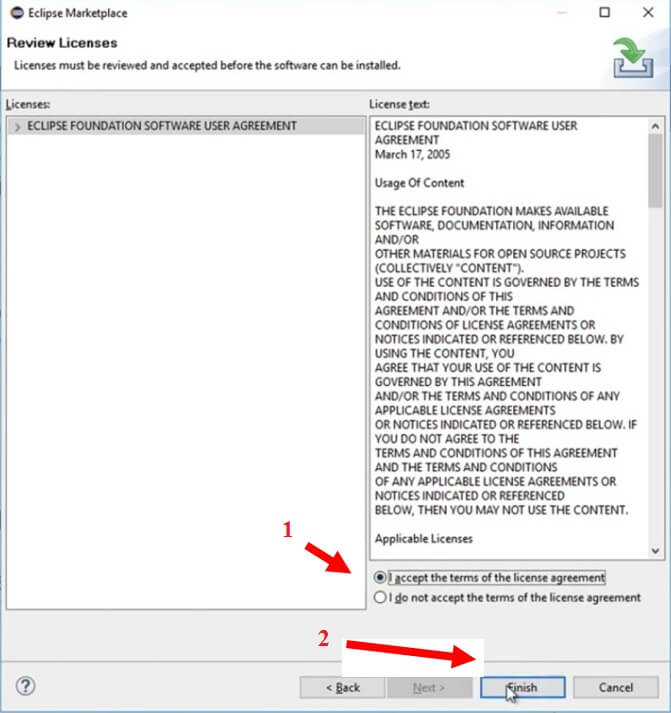 Eclipse Marketplace
Review Licenses
Licenses must be reviewed and accepted before the software can be installed.
Licenses:
ECLIPSE FOUNDATION SOFTWARE USER AGREEMENT
License text:
ECLIPSE FOUNDATION SOFTWARE USER
AGREEMENT
March 17, 2005
Usage Of Content
THE ECLIPSE FOUNDATION MAKES AVAILABLE
SOFTWARE, DOCUMENTATION, INFORMATION
AND/OR
OTHER MATERIALS FOR OPEN SOURCE PROJECTS
(COLLECTIVELY "CONTENT").
USE OF THE CONTENT IS GOVERNED BY THE TERMS
AND CONDITIONS OF THIS
AGREEMENT AND/OR THE TERMS AND
CONDITIONS OF LICENSE AGREEMENTS OR
NOTICES INDICATED OR REFERENCED BELOW. BY
USING THE CONTENT, YOU
AGREE THAT YOUR USE OF THE CONTENT IS
GOVERNED BY THIS AGREEMENT
AND/OR THE TERMS AND CONDITIONS OF ANY
APPLICABLE LICENSE AGREEMENTS
OR NOTICES INDICATED OR REFERENCED BELOW. IF
YOU DO NOT AGREE TO THE
TERMS AND CONDITIONS OF THIS AGREEMENT
AND THE TERMS AND CONDITIONS
OF ANY APPLICABLE LICENSE AGREEMENTS OR
NOTICES INDICATED OR REFERENCED
BELOW, THEN YOU MAY NOT USE THE CONTENT.
Applicable Licenses
1
I accept the terms of the license agreement
I do not accept the terms of the license agreement
2
?
< Back
Next >
Finish
Cancel